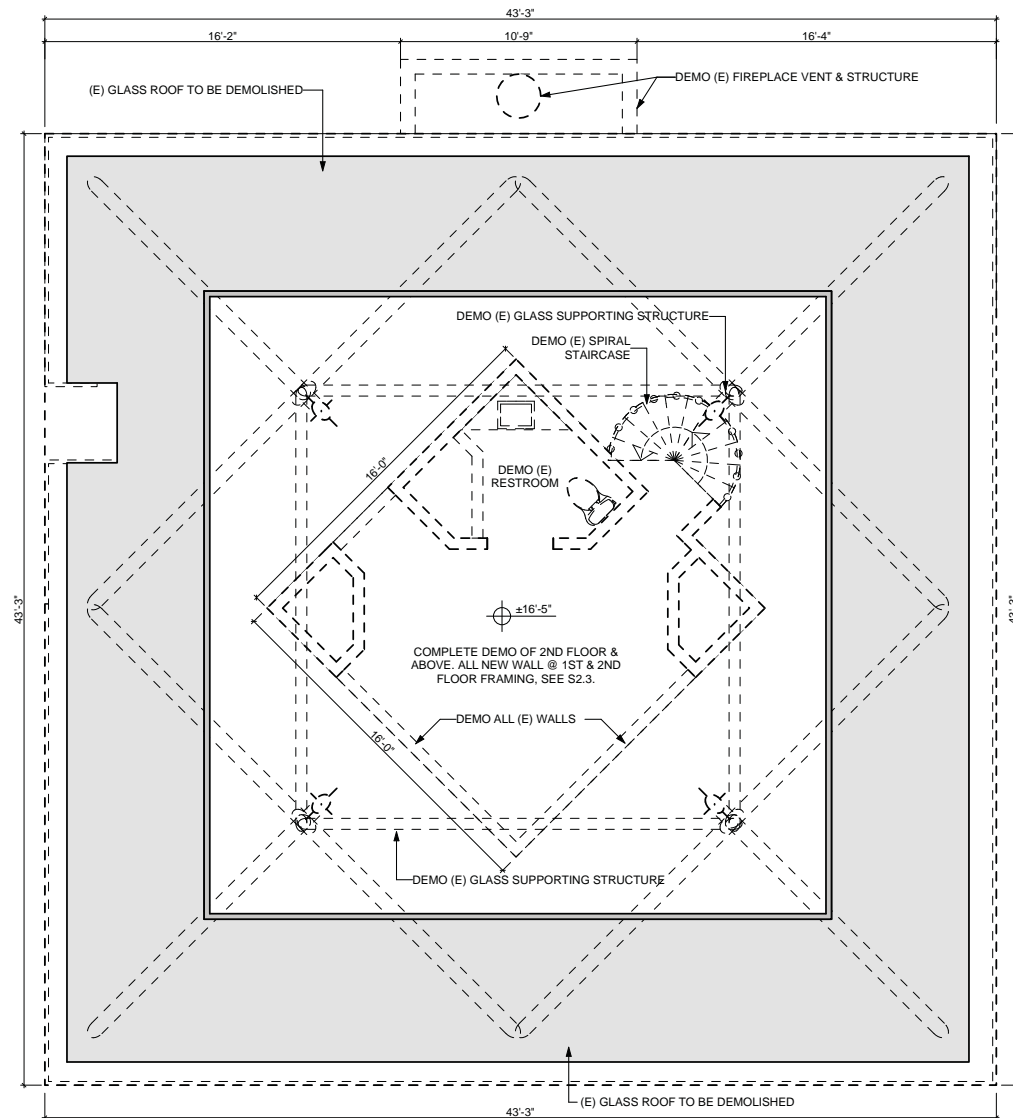 43'-3"
16'-2"
10'-9"
16'-4"
DEMO (E) FIREPLACE VENT & STRUCTURE
(E) GLASS ROOF TO BE DEMOLISHED
DEMO (E) GLASS SUPPORTING STRUCTURE
DEMO (E) SPIRAL
STAIRCASE
16'-0"
DEMO (E)
RESTROOM
43'-3"
43'-3"
±16'-5"
COMPLETE DEMO OF 2ND FLOOR &
ABOVE. ALL NEW WALL @ 1ST & 2ND
FLOOR FRAMING, SEE S2.3.
DEMO ALL (E) WALLS
16'-0"
DEMO (E) GLASS SUPPORTING STRUCTURE
(E) GLASS ROOF TO BE DEMOLISHED
43'-3"